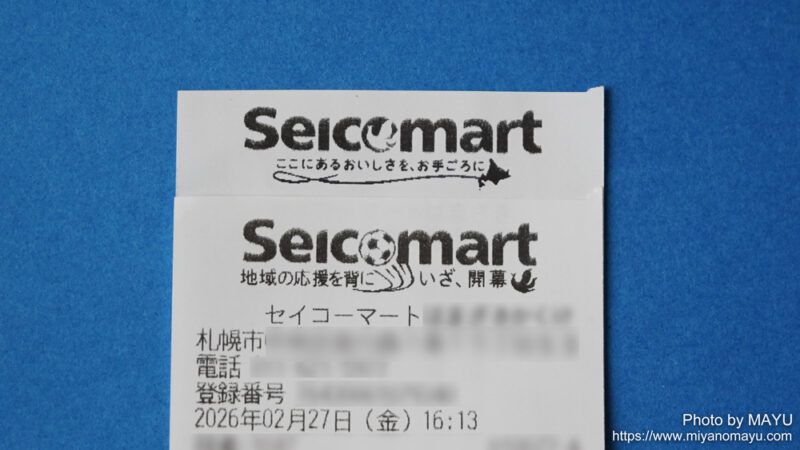 Seicomart
ここにあるおいしさを、お手ごろに
Seicomart
地域の応援を背に いざ、開幕
セイコーマート
札幌市
電話
登録番号
2026年02月27日（金）16:13
Photo by MAYU
https://www.miyanomayu.com/